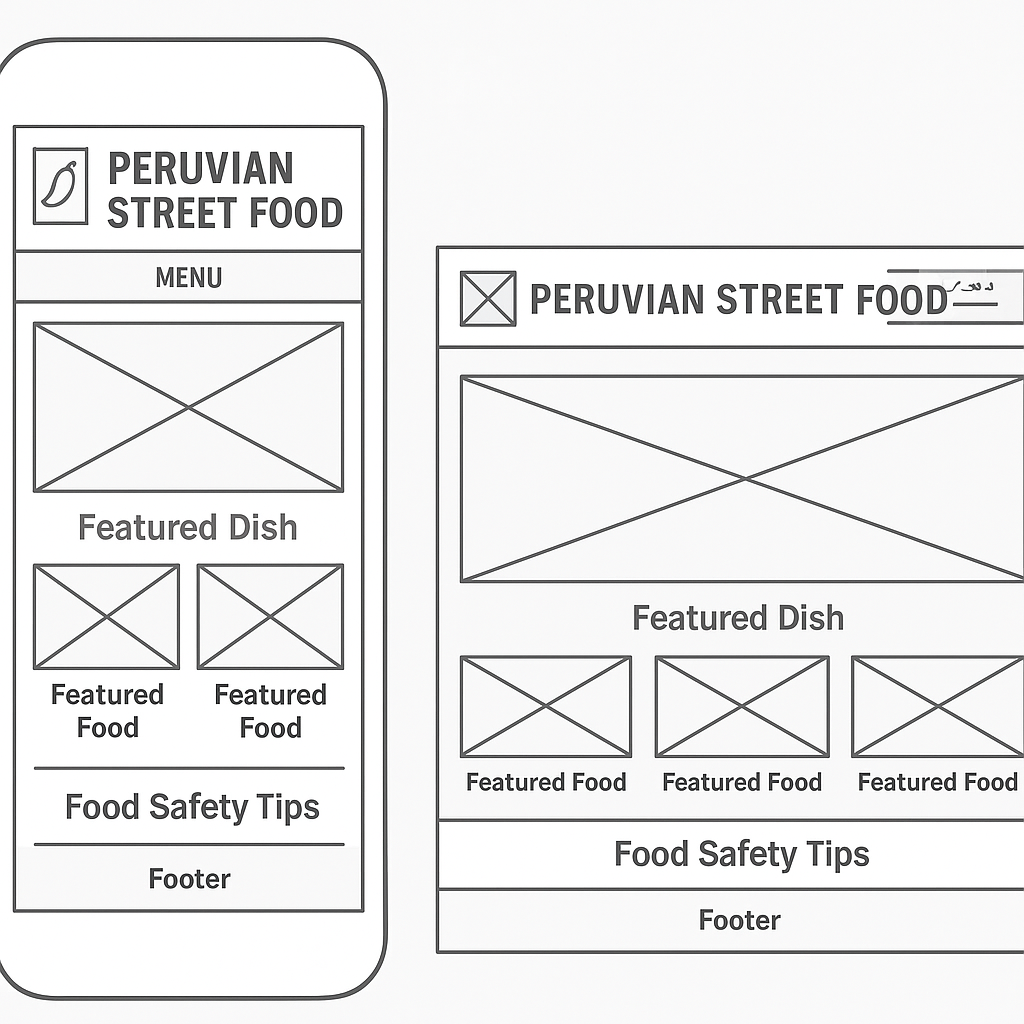 PERUVIAN
STREET FOOD
MENU
Featured Dish
Featured
Food
Featured
Food
Food Safety Tips
Footer
PERUVIAN STREET FOOD
Featured Dish
Featured Food
Featured Food
Featured Food
Food Safety Tips
Footer